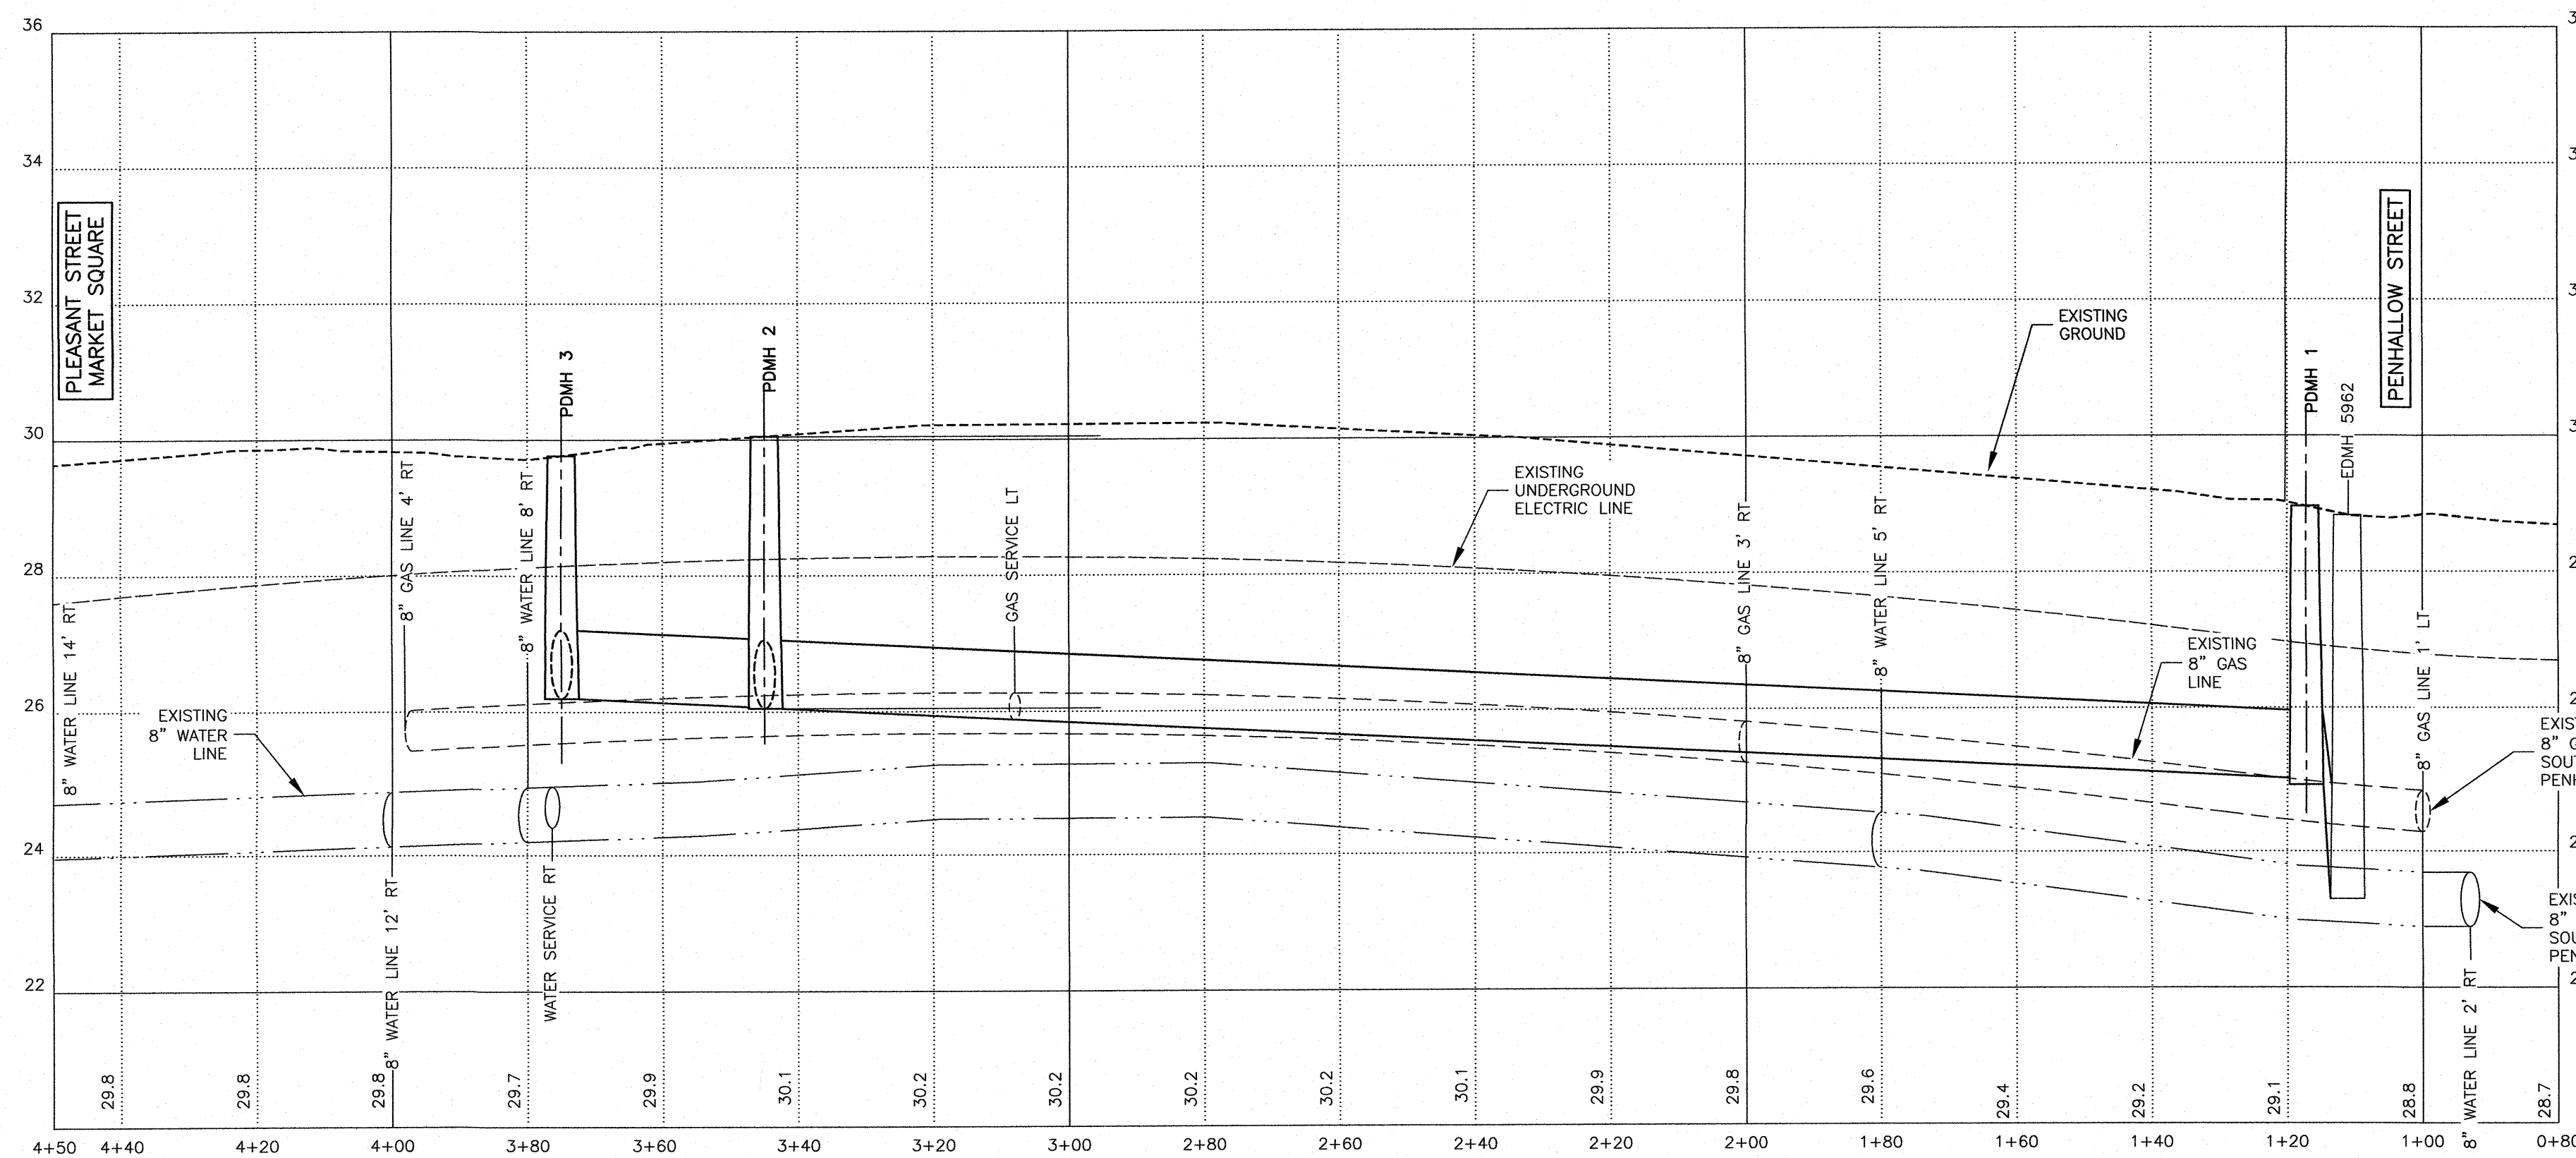 36
34
32
30
28
26
24
22
PLEASANT STREET
MARKET SQUARE
8" WATER LINE 14' RT
EXISTING
8" WATER
LINE
8" WATER LINE 12' RT
8" GAS LINE 4' RT
8" WATER LINE 8' RT
WATER SERVICE RT
PDMH 3
PDMH 2
GAS SERVICE LT
EXISTING
UNDERGROUND
ELECTRIC LINE
8" GAS LINE 3' RT
8" WATER LINE 5' RT
EXISTING
GROUND
EXISTING
8" GAS
LINE
PDMH 1
EDMH 5962
PENHALLOW STREET
8" GAS LINE 1' LT
8" WATER LINE 2' RT
8"
8"
29.8
29.8
29.8
29.7
29.9
30.1
30.2
30.2
30.2
30.2
30.1
29.9
29.8
29.6
29.4
29.2
29.1
28.8
28.7
4+50
4+40
4+20
4+00
3+80
3+60
3+40
3+20
3+00
2+80
2+60
2+40
2+20
2+00
1+80
1+60
1+40
1+20
1+00
0+80